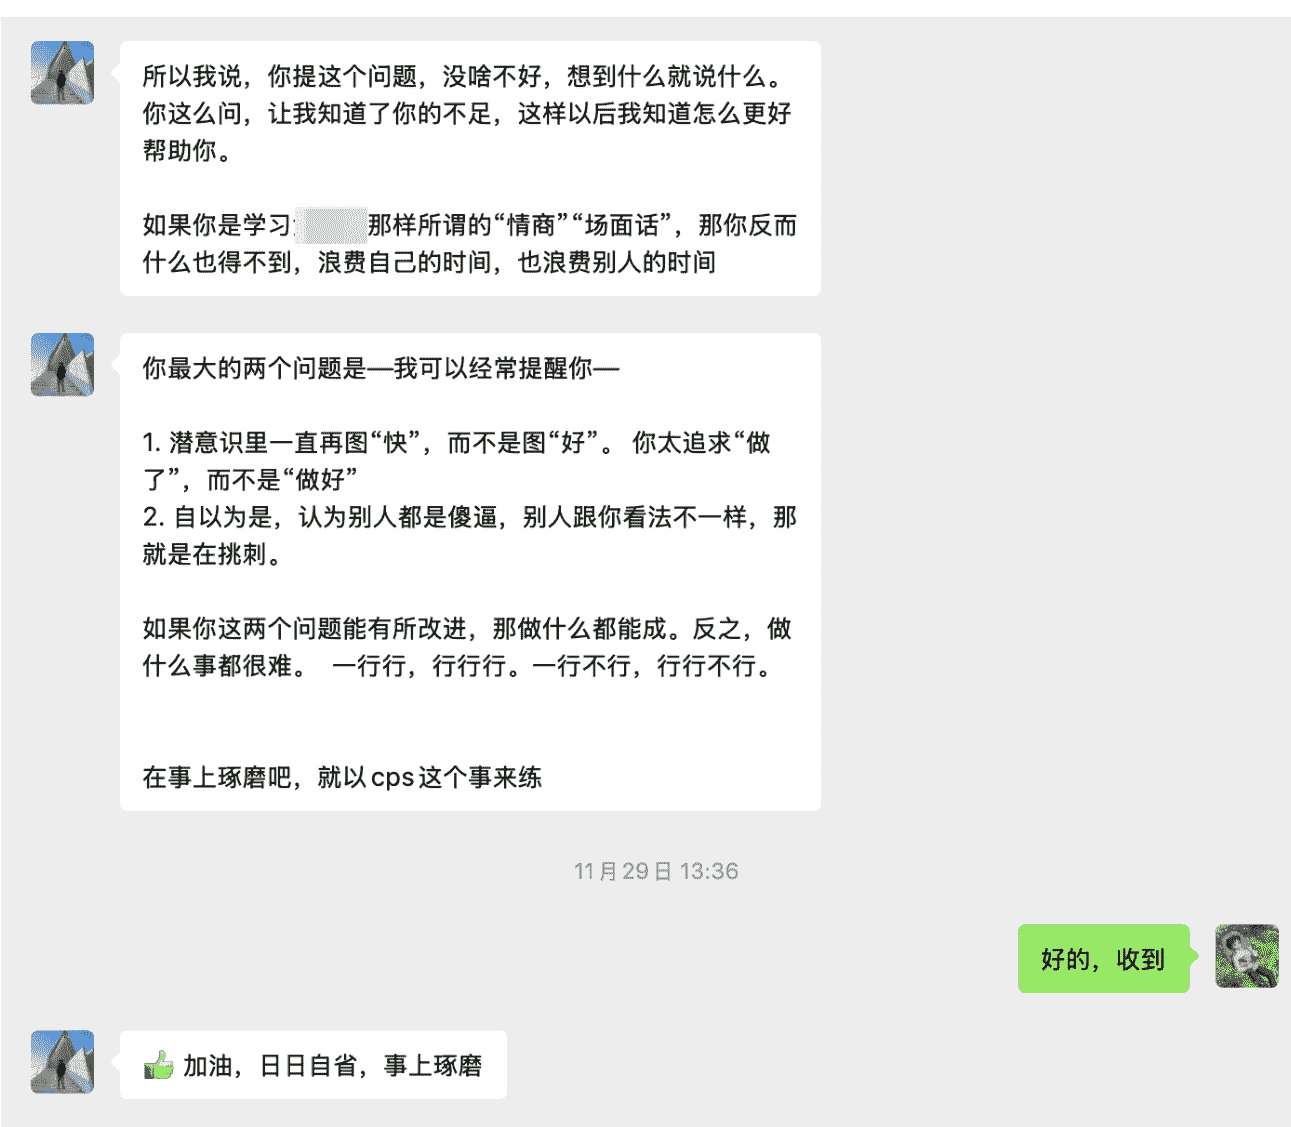 所以我说，你提这个问题，没啥不好，想到什么就说什么。
你这么问，让我知道了你的不足，这样以后我知道怎么更好
帮助你。
如果你是学习 那样所谓的“情商”“场面话”，那你反而
什么也得不到，浪费自己的时间，也浪费别人的时间
你最大的两个问题是—我可以经常提醒你—
1. 潜意识里一直再图“快”，而不是图“好”。 你太追求“做
了”，而不是“做好”
2. 自以为是，认为别人都是傻逼，别人跟你看法不一样，那
就是在挑刺。
如果你这两个问题能有所改进，那做什么都能成。反之，做
什么事都很难。 一行行，行行行。一行不行，行行不行。
在事上琢磨吧，就以cps这个事来练
11月29日 13:36
好的，收到
👍 加油，日日自省，事上琢磨